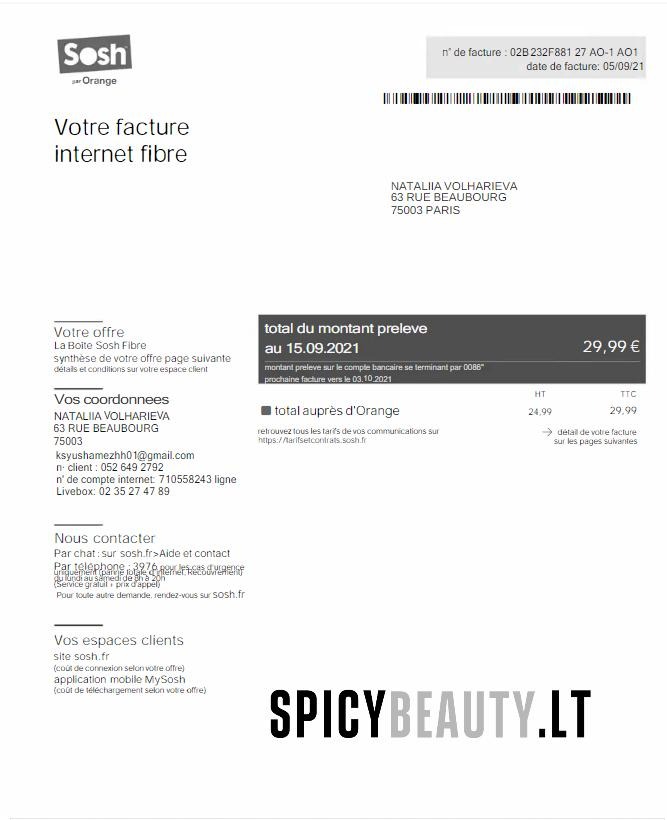 Sosh
par Orange
n° de facture : 02B232F881 27 AO-1 AO1
date de facture: 05/09/21
Votre facture
internet fibre
NATALIIA VOLHARIEVA
63 RUE BEAUBOURG
75003 PARIS
Votre offre
La Boîte Sosh Fibre
synthèse de votre offre page suivante
détails et conditions sur votre espace client
total du montant preleve
au 15.09.2021
29,99 €
montant preleve sur le compte bancaire se terminant par 0086"
prochaine facture vers le 03.10.2021
HT TTC
total auprès d'Orange 24,99 29,99
retrouvez tous les tarifs de vos communications sur
https://tarifsetcontrats.sosh.fr
→ détail de votre facture
sur les pages suivantes
Vos coordonnees
NATALIIA VOLHARIEVA
63 RUE BEAUBOURG
75003
ksyushamezhh01@gmail.com
n· client : 052 649 2792
n° de compte internet: 710558243 ligne
Livebox: 02 35 27 47 89
Nous contacter
Par chat : sur sosh.fr>Aide et contact
Par téléphone : 3976 pour les cas d'urgence
uniquement (panne totale d'internet, Recouvrement)
du lundi au samedi de 8h à 20h
(Service gratuit + prix d'appel)
Pour toute autre demande, rendez-vous sur sosh.fr
Vos espaces clients
site sosh.fr
(coût de connexion selon votre offre)
application mobile MySosh
(coût de téléchargement selon votre offre)
SPICYBEAUTY.LT